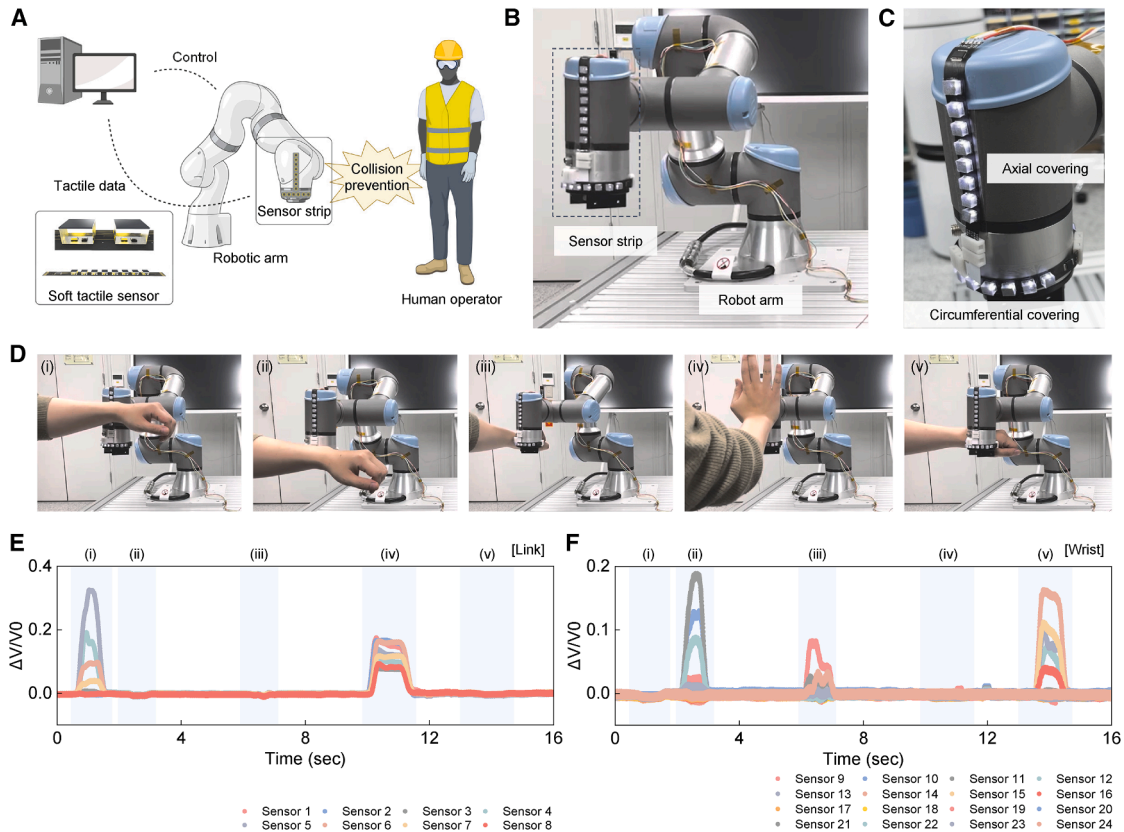 A
Control
Tactile data
Collision
prevention
Sensor strip
Robotic arm
Soft tactile sensor
Human operator
B
Sensor strip
Robot arm
C
Axial covering
Circumferential covering
D
(i)
(ii)
(iii)
(iv)
(v)
E
(i) (ii) (iii) (iv) (v) [Link]
ΔV/V0
0.4
0.2
0.0
0 4 8 12 16
Time (sec)
Sensor 1 Sensor 2 Sensor 3 Sensor 4
Sensor 5 Sensor 6 Sensor 7 Sensor 8
F
(i) (ii) (iii) (iv) (v) [Wrist]
ΔV/V0
0.2
0.1
0.0
0 4 8 12 16
Time (sec)
Sensor 9 Sensor 10 Sensor 11 Sensor 12
Sensor 13 Sensor 14 Sensor 15 Sensor 16
Sensor 17 Sensor 18 Sensor 19 Sensor 20
Sensor 21 Sensor 22 Sensor 23 Sensor 24